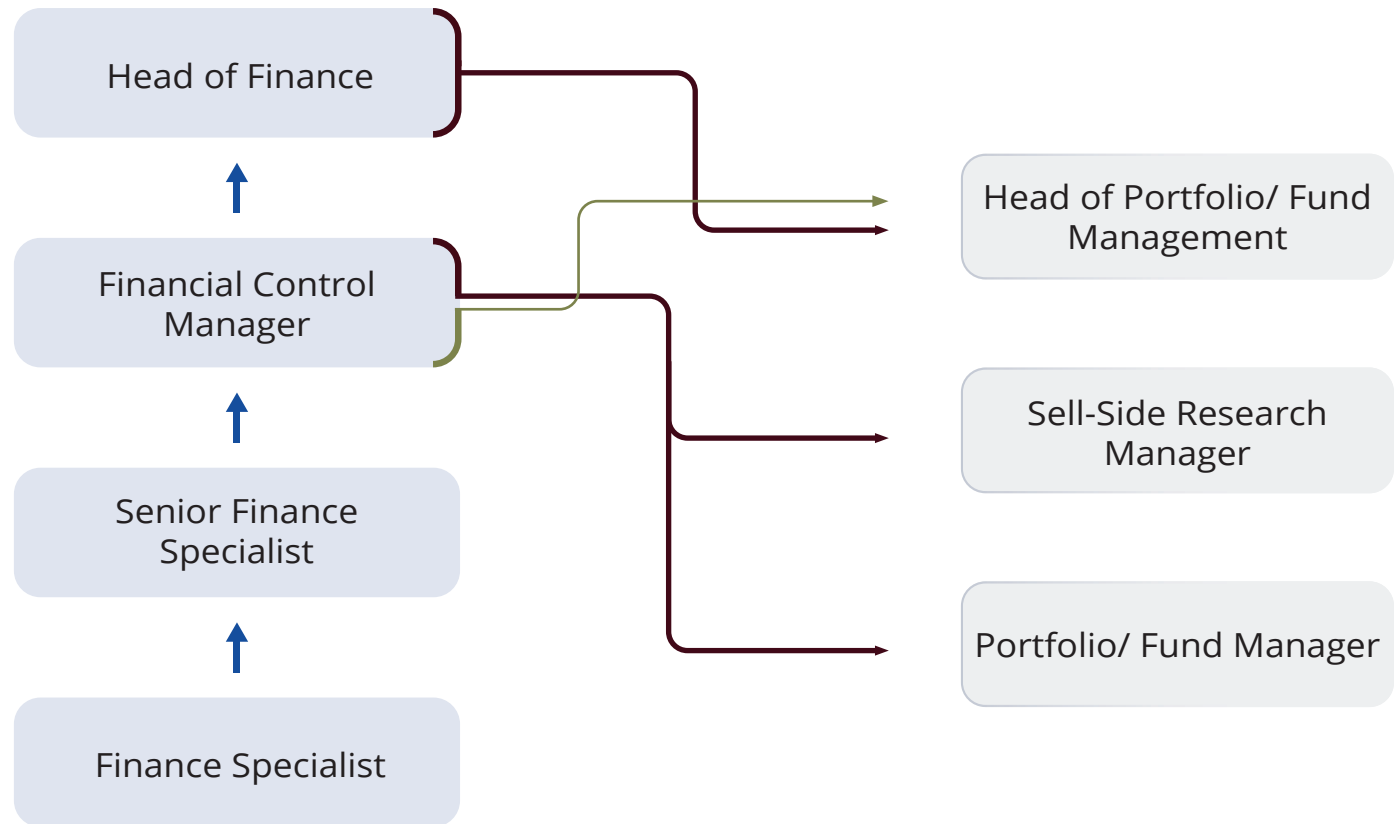 Head of Finance
Head of Portfolio/ Fund
Management
Financial Control
Manager
Sell-Side Research
Manager
Senior Finance
Specialist
Portfolio/ Fund Manager
Finance Specialist